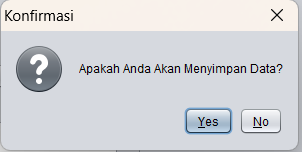 Konfirmasi
Apakah Anda Akan Menyimpan Data?
Yes No